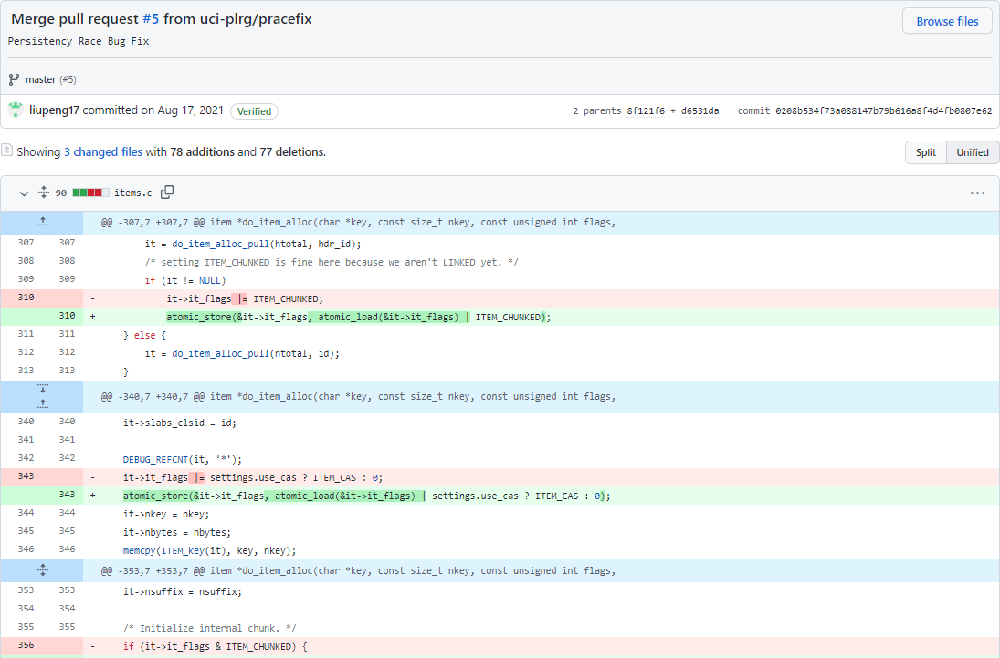 Merge pull request #5 from uci-plrg/pracefix
Browse files
Persistency Race Bug Fix
master (#5)
liupeng17 committed on Aug 17, 2021 Verified 2 parents 8f121f6 + d6531da commit 0208b534f73a088147b79b616a8f4d4fb0807e62
Showing 3 changed files with 78 additions and 77 deletions. Split Unified
90 items.c
@@ -307,7 +307,7 @@ item *do_item_alloc(char *key, const size_t nkey, const unsigned int flags,
307 307 it = do_item_alloc_pull(htotal, hdr_id);
308 308 /* setting ITEM_CHUNKED is fine here because we aren't LINKED yet. */
309 309 if (it != NULL)
310 - it->it_flags |= ITEM_CHUNKED;
310 + atomic_store(&it->it_flags, atomic_load(&it->it_flags) | ITEM_CHUNKED);
311 311 } else {
312 312 it = do_item_alloc_pull(ntotal, id);
313 313 }
@@ -340,7 +340,7 @@ item *do_item_alloc(char *key, const size_t nkey, const unsigned int flags,
340 340 it->slabs_clsid = id;
341 341
342 342 DEBUG_REFCNT(it, '*');
343 - it->it_flags |= settings.use_cas ? ITEM_CAS : 0;
343 + atomic_store(&it->it_flags, atomic_load(&it->it_flags) | settings.use_cas ? ITEM_CAS : 0);
344 344 it->nkey = nkey;
345 345 it->nbytes = nbytes;
346 346 memcpy(ITEM_key(it), key, nkey);
@@ -353,7 +353,7 @@ item *do_item_alloc(char *key, const size_t nkey, const unsigned int flags,
353 353 it->nsuffix = nsuffix;
354 354
355 355 /* Initialize internal chunk. */
356 - if (it->it_flags & ITEM_CHUNKED) {